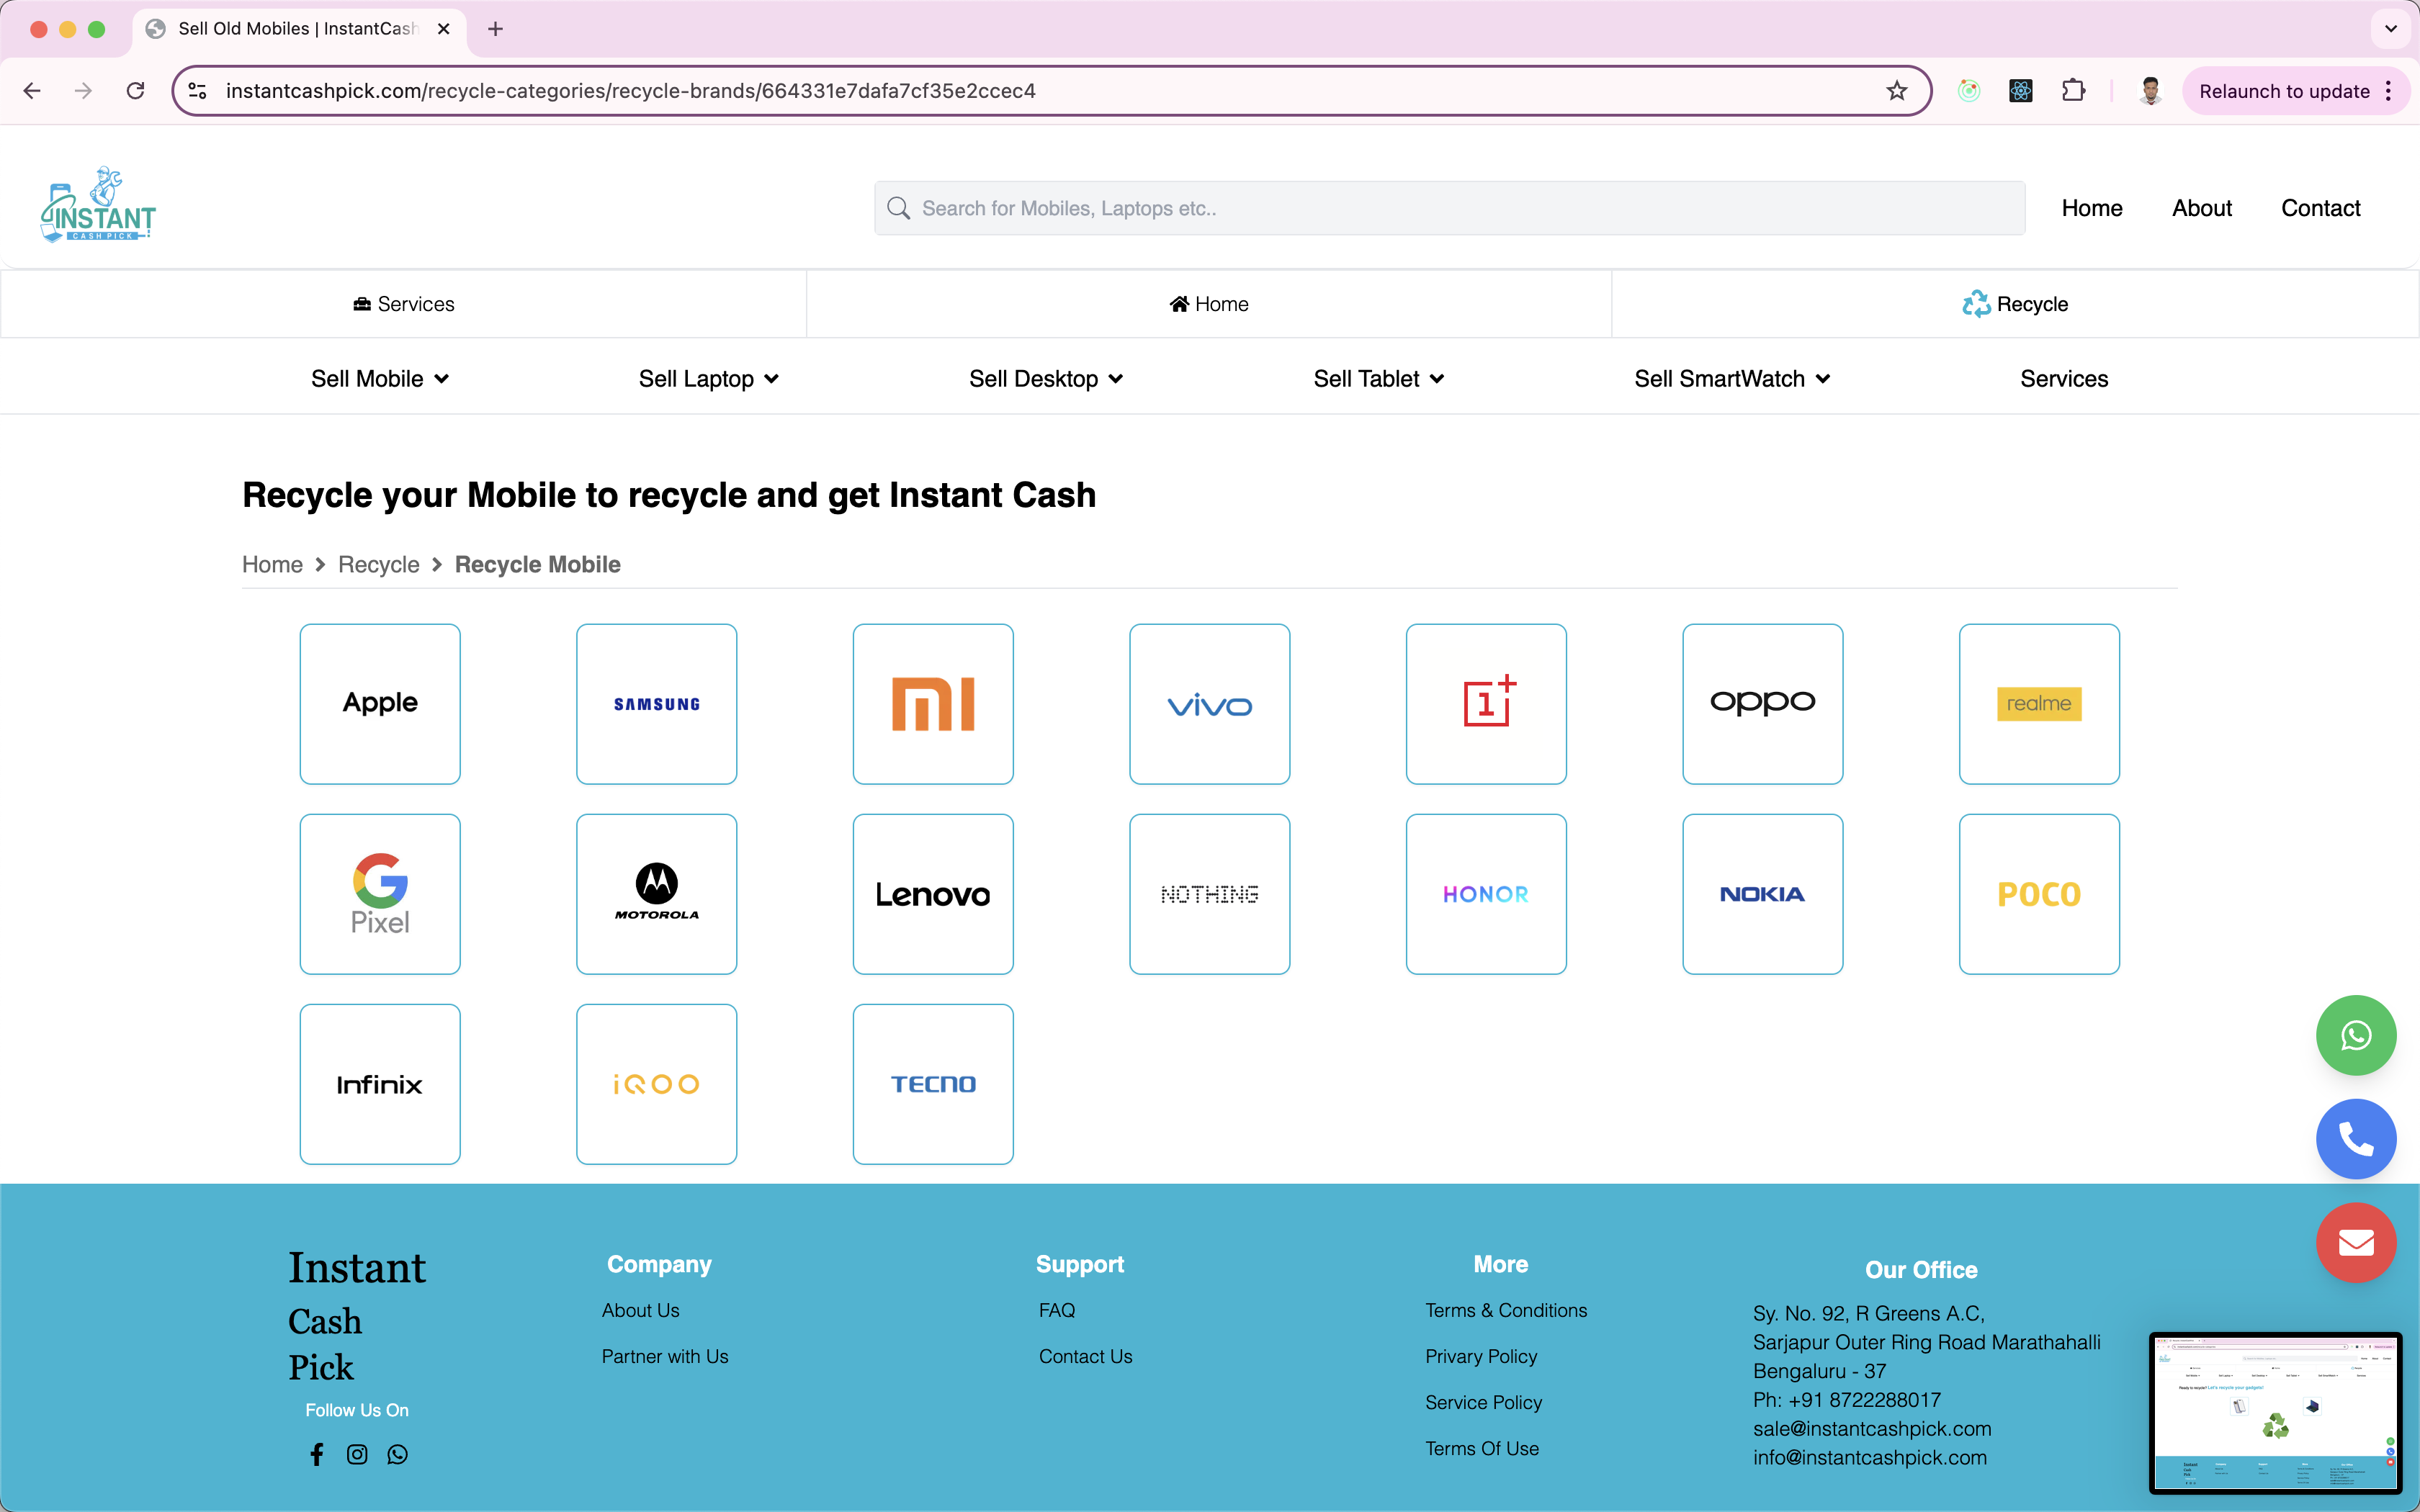 Sell Old Mobiles | InstantCash
instantcashpick.com/recycle-categories/recycle-brands/664331e7dafa7cf35e2ccec4
Relaunch to update
INSTANT
CASH PICK
Search for Mobiles, Laptops etc..
Home
About
Contact
Services
Home
Recycle
Sell Mobile
Sell Laptop
Sell Desktop
Sell Tablet
Sell SmartWatch
Services
Recycle your Mobile to recycle and get Instant Cash
Home > Recycle > Recycle Mobile
Apple
SAMSUNG
MI
vivo
1+
oppo
realme
G
Pixel
MOTOROLA
Lenovo
NOTHING
HONOR
NOKIA
POCO
Infinix
iQOO
TECNO
Instant
Cash
Pick
Follow Us On
Company
About Us
Partner with Us
Support
FAQ
Contact Us
More
Terms & Conditions
Privary Policy
Service Policy
Terms Of Use
Our Office
Sy. No. 92, R Greens A.C,
Sarjapur Outer Ring Road Marathahalli
Bengaluru - 37
Ph: +91 8722288017
sale@instantcashpick.com
info@instantcashpick.com